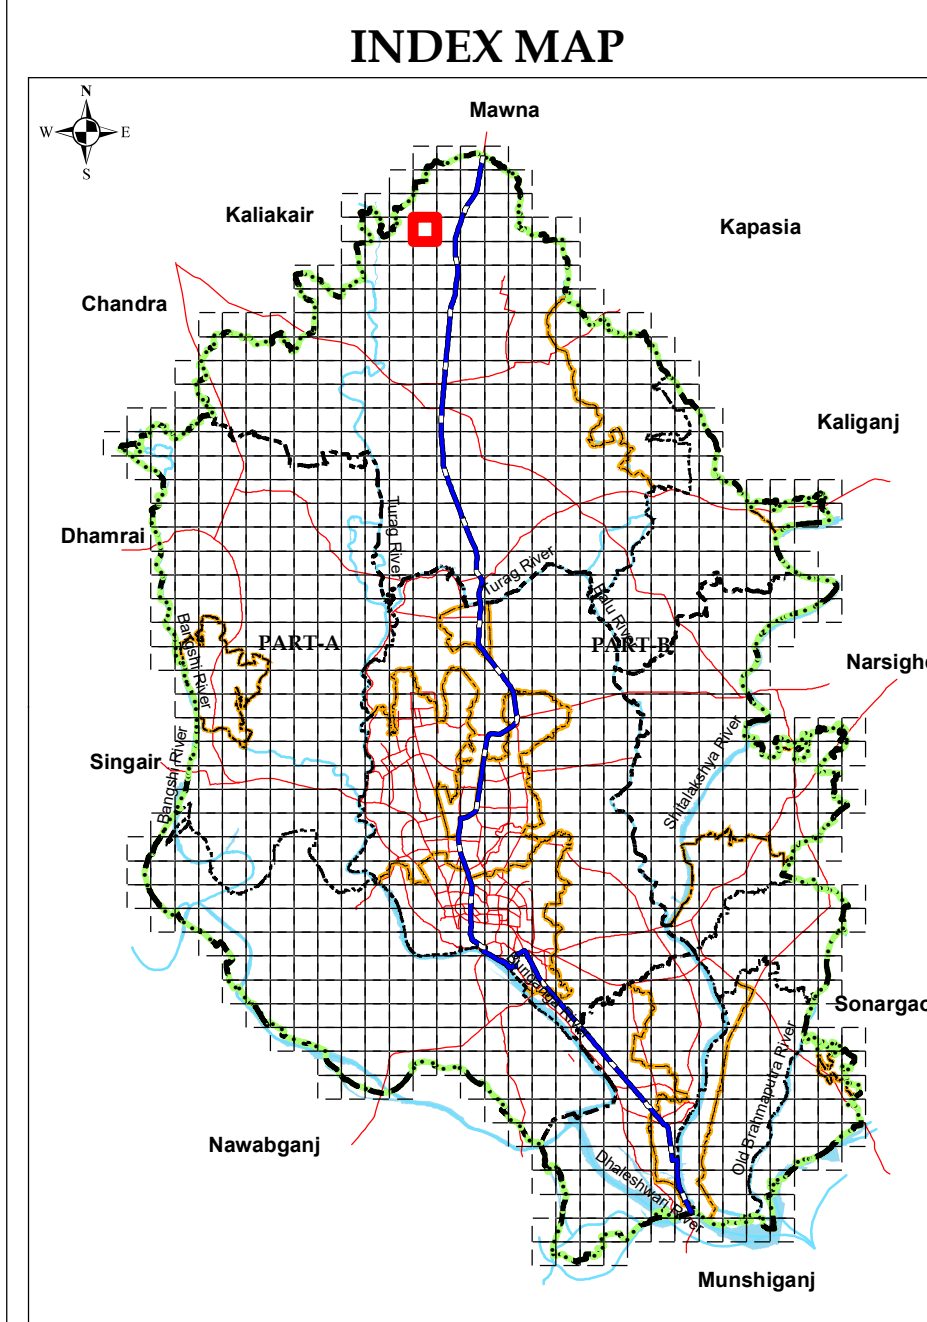 INDEX MAP
N
W
E
S
Mawna
Kaliakair
Kapasia
Chandra
Kaliganj
Dhamrai
Turag River
Turag River
Balu River
Bangshi River
PART-A
PART-B
Narsighd
Shitalakshya River
Singair
Bangshi River
Buriganga River
Sonargao
Old Brahmaputra River
Nawabganj
Dhaleshwari River
Munshiganj